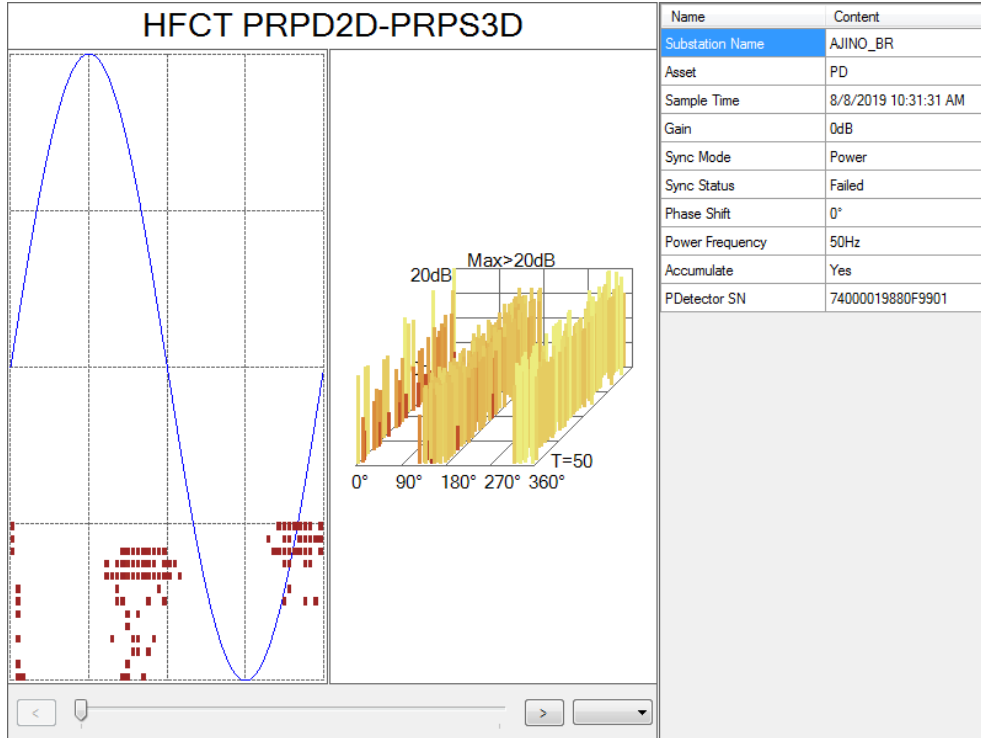 HFCT PRPD2D-PRPS3D
Name Content
Substation Name AJINO_BR
Asset PD
Sample Time 8/8/2019 10:31:31 AM
Gain 0dB
Sync Mode Power
Sync Status Failed
Phase Shift 0°
Power Frequency 50Hz
Accumulate Yes
PDetector SN 74000019880F9901
Max>20dB
20dB
T=50
0° 90° 180° 270° 360°
< >